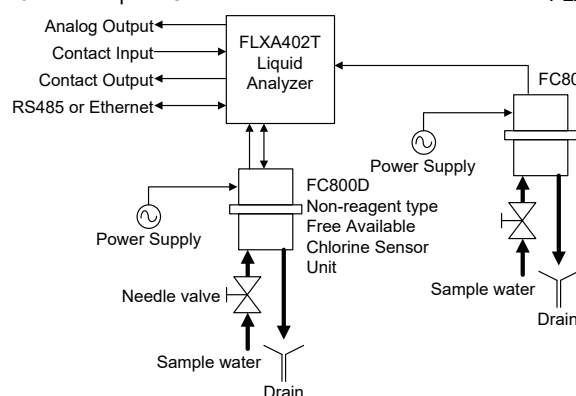 Analog Output
Contact Input
Contact Output
RS485 or Ethernet
FLXA402T
Liquid
Analyzer
Power Supply
FC800D
Non-reagent type
Free Available
Chlorine Sensor
Unit
Needle valve
Sample water
Drain
Power Supply
Sample water
Drain